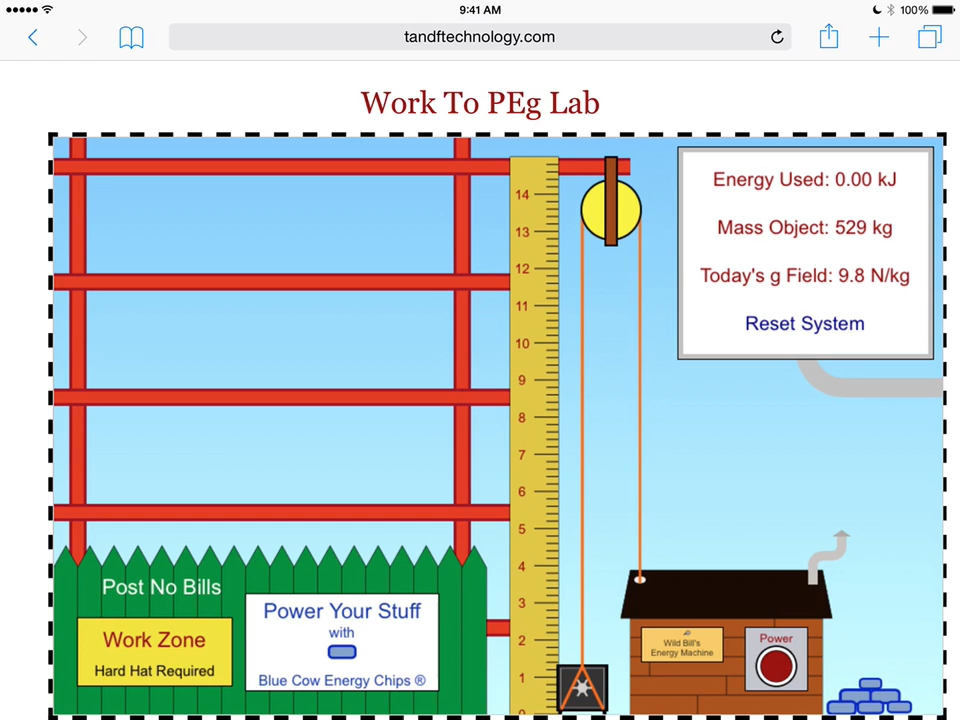 9:41 AM
100%
tandftechnology.com
Work To PEg Lab
Energy Used: 0.00 kJ
Mass Object: 529 kg
Today's g Field: 9.8 N/kg
Reset System
14
13
12
11
10
9
8
7
6
5
4
3
2
1
0
Post No Bills
Work Zone
Hard Hat Required
Power Your Stuff
with
Blue Cow Energy Chips ®
Wild Bill's
Energy Machine
Power